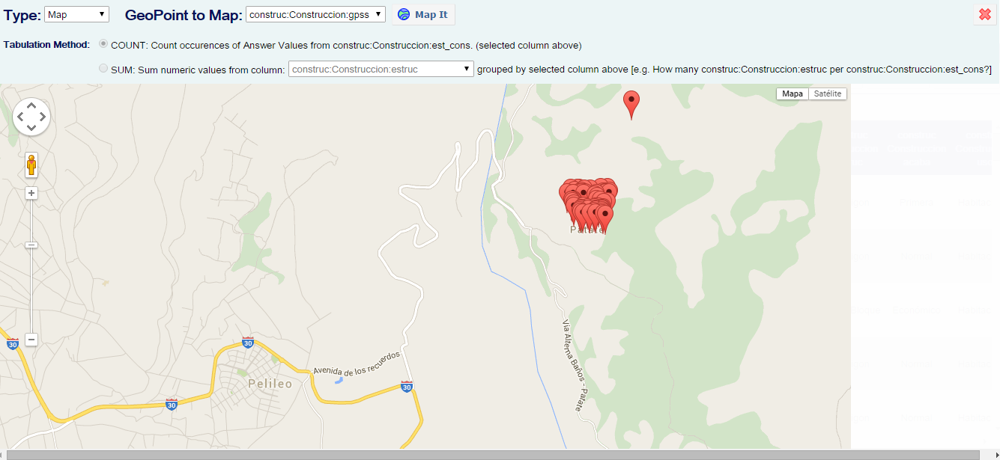 Type: Map GeoPoint to Map: construc:Construccion:gpss Map It
Tabulation Method: COUNT: Count occurences of Answer Values from construc:Construccion:est_cons. (selected column above)
SUM: Sum numeric values from column: construc:Construccion:estruc grouped by selected column above [e.g. How many construc:Construccion:estruc per construc:Construccion:est_cons?]
Mapa Satélite
Patate
Vía Alterna Baños - Patate
30
30
Avenida de los recuerdos
Pelileo
30
30